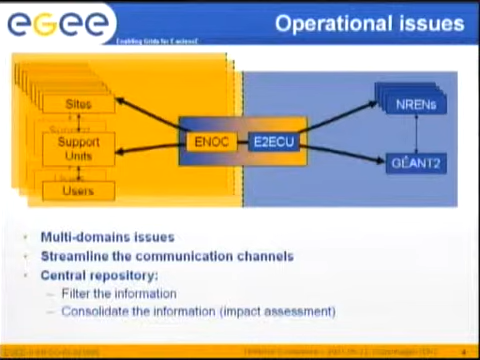 egee
Enabling Grids for E-sciencE
Operational issues
Sites
Support
Units
Users
ENOC
E2ECU
NRENs
GÉANT2
Multi-domains issues
Streamline the communication channels
Central repository:
– Filter the information
– Consolidate the information (impact assessment)